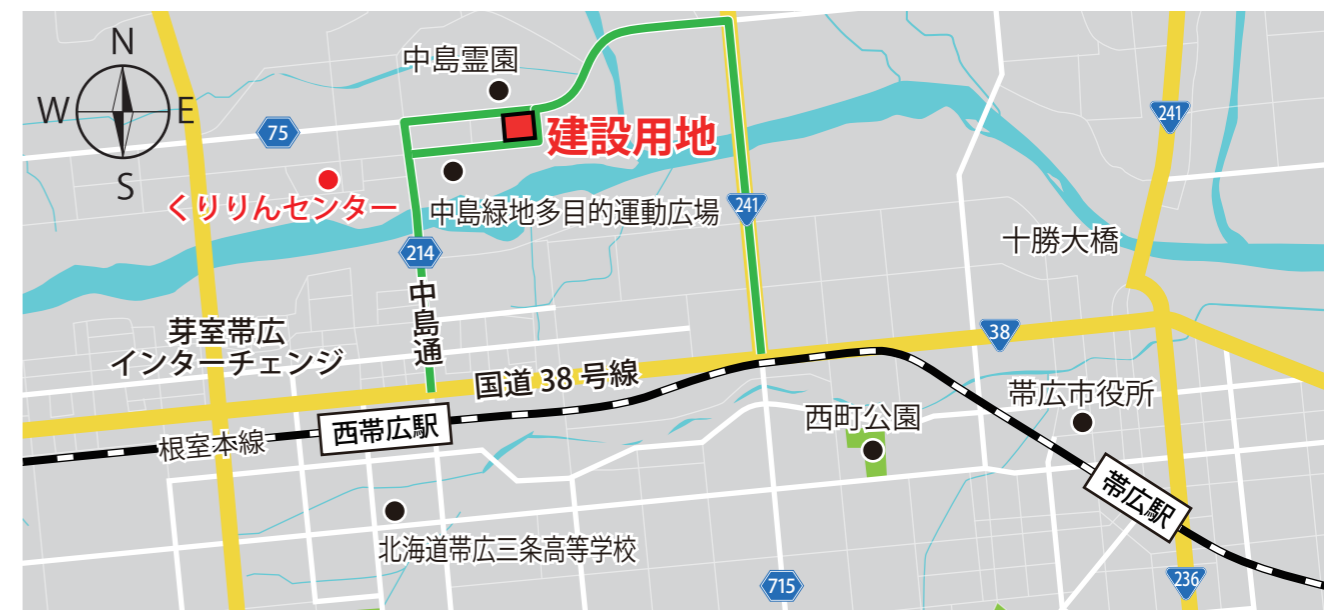 N
W
E
S
中島霊園
建設用地
75
241
くりりんセンター
中島緑地多目的運動広場
241
214
十勝大橋
中島通
芽室帯広
インターチェンジ
38
国道 38 号線
西帯広駅
根室本線
西町公園
帯広市役所
帯広駅
北海道帯広三条高等学校
715
236